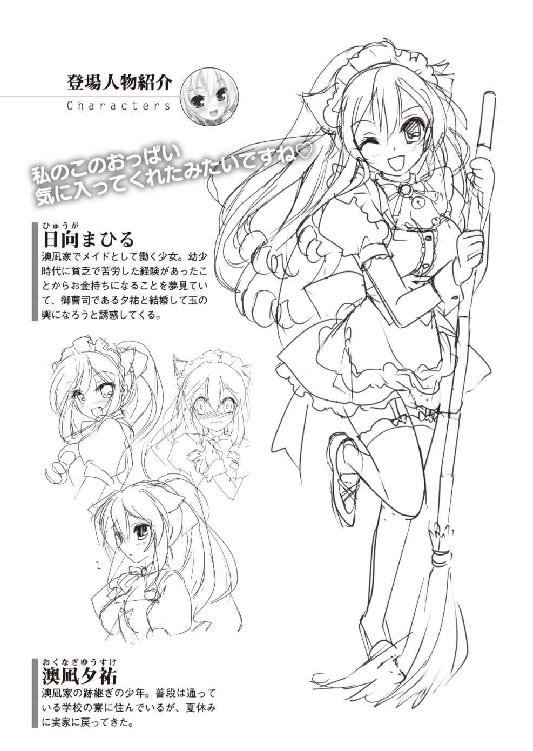 登場人物紹介
Characters
私のこのおっぱい
気に入ってくれたみたいですね♡
ひゅうが
日向まひる
澳凪家でメイドとして働く少女。幼少
時代に貧乏で苦労した経験があったこ
とからお金持ちになることを夢見てい
て、御曹司である夕祐と結婚して玉の
輿になろうと誘惑してくる。
おくなぎゆうすけ
澳凪夕祐
澳凪家の跡継ぎの少年。普段は通って
いる学校の寮に住んでいるが、夏休み
に実家に戻ってきた。